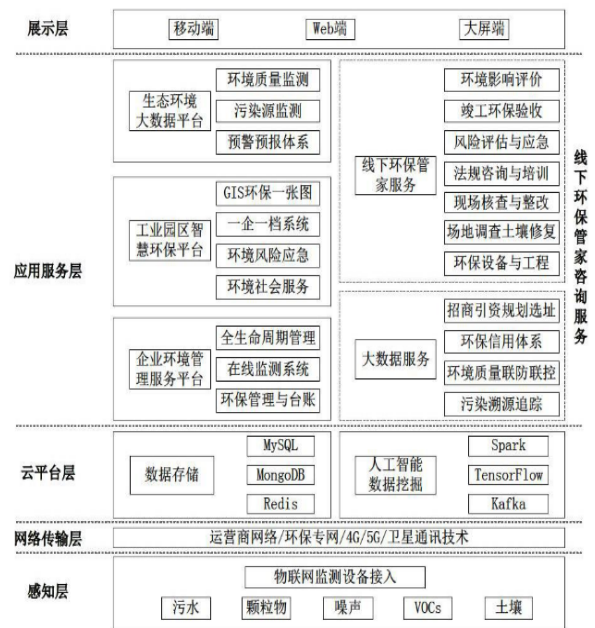 展示层
移动端
Web端
大屏端
应用服务层
生态环境
大数据平台
环境质量监测
污染源监测
预警预报体系
工业园区智
慧环保平台
GIS环保一张图
一企一档系统
环境风险应急
环境社会服务
企业环境管
理服务平台
全生命周期管理
在线监测系统
环保管理与台账
线下环保管
家服务
环境影响评价
竣工环保验收
风险评估与应急
法规咨询与培训
现场核查与整改
场地调查土壤修复
环保设备与工程
大数据服务
招商引资规划选址
环保信用体系
环境质量联防联控
污染溯源追踪
线下环保管家咨询服务
云平台层
数据存储
MySQL
MongoDB
Redis
人工智能
数据挖掘
Spark
TensorFlow
Kafka
网络传输层
运营商网络/环保专网/4G/5G/卫星通讯技术
感知层
物联网监测设备接入
污水
颗粒物
噪声
VOCs
土壤